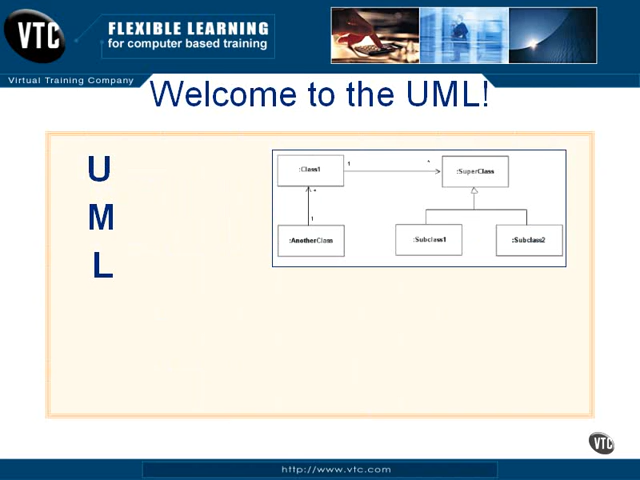 VTC
FLEXIBLE LEARNING
for computer based training
Virtual Training Company
Welcome to the UML!
U
M
L
:Class1
1
*
:SuperClass
1
:AnotherClass
:Subclass1
:Subclass2
VTC
http://www.vtc.com